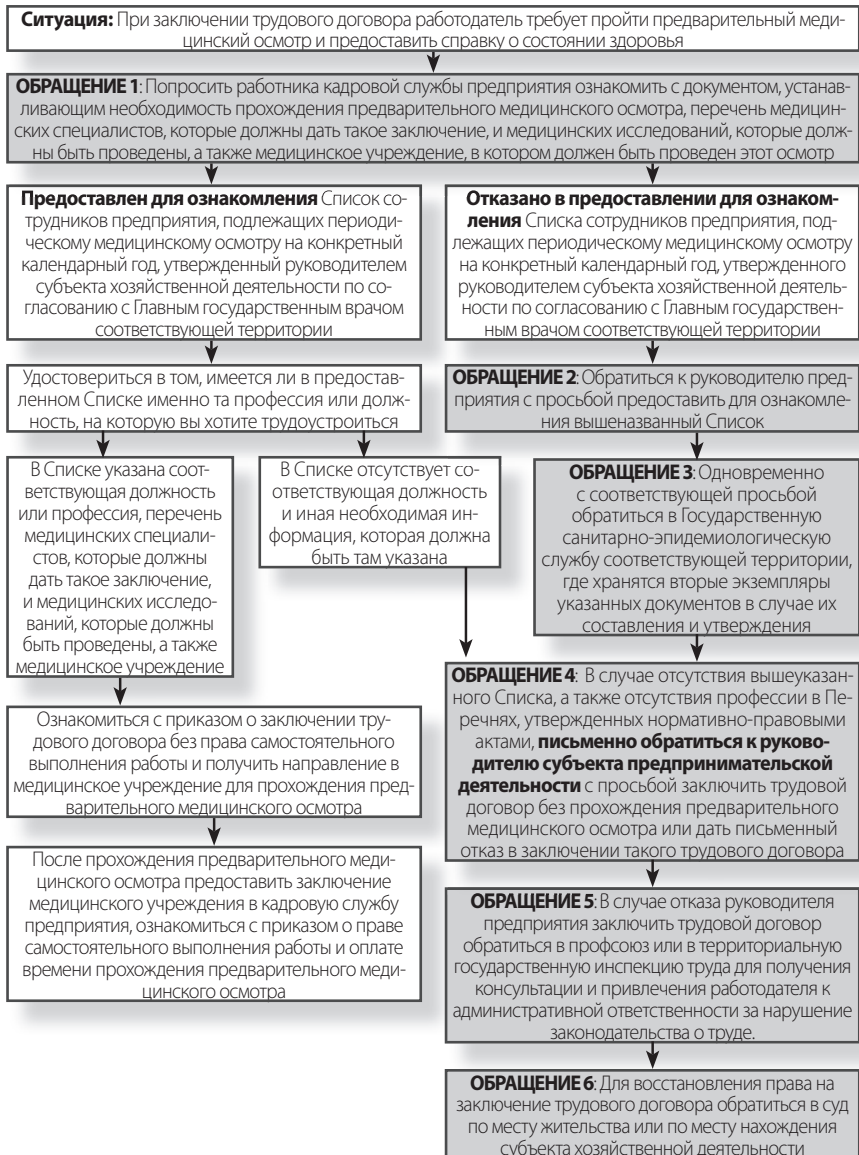 Ситуация: При заключении трудового договора работодатель требует пройти предварительный меди-
цинский осмотр и предоставить справку о состоянии здоровья
ОБРАЩЕНИЕ 1: Попросить работника кадровой службы предприятия ознакомить с документом, устанав-
ливающим необходимость прохождения предварительного медицинского осмотра, перечень медицин-
ских специалистов, которые должны дать такое заключение, и медицинских исследований, которые долж-
ны быть проведены, а также медицинское учреждение, в котором должен быть проведен этот осмотр
Предоставлен для ознакомления Список со-
трудников предприятия, подлежащих периоди-
ческому медицинскому осмотру на конкретный
календарный год, утвержденный руководителем
субъекта хозяйственной деятельности по со-
гласованию с Главным государственным врачом
соответствующей территории
Отказано в предоставлении для ознаком-
ления Списка сотрудников предприятия, под-
лежащих периодическому медицинскому осмотру
на конкретный календарный год, утвержденного
руководителем субъекта хозяйственной деятель-
ности по согласованию с Главным государствен-
ным врачом соответствующей территории
Удостовериться в том, имеется ли в предостав-
ленном Списке именно та профессия или долж-
ность, на которую вы хотите трудоустроиться
ОБРАЩЕНИЕ 2: Обратиться к руководителю пред-
приятия с просьбой предоставить для ознакомле-
ния вышеназванный Список
В Списке указана соот-
ветствующая должность
или профессия, перечень
медицинских специали-
стов, которые должны
дать такое заключение,
и медицинских исследо-
ваний, которые должны
быть проведены, а также
медицинское учреждение
В Списке отсутствует со-
ответствующая должность
и иная необходимая ин-
формация, которая должна
быть там указана
ОБРАЩЕНИЕ 3: Одновременно
с соответствующей просьбой
обратиться в Государственную
санитарно-эпидемиологическую
службу соответствующей территории,
где хранятся вторые экземпляры
указанных документов в случае их
составления и утверждения
ОБРАЩЕНИЕ 4: В случае отсутствия вышеуказан-
ного Списка, а также отсутствия профессии в Пе-
речнях, утвержденных нормативно-правовыми
актами, письменно обратиться к руково-
дителю субъекта предпринимательской
деятельности с просьбой заключить трудовой
договор без прохождения предварительного
медицинского осмотра или дать письменный
отказ в заключении такого трудового договора
Ознакомиться с приказом о заключении тру-
дового договора без права самостоятельного
выполнения работы и получить направление в
медицинское учреждение для прохождения пред-
варительного медицинского осмотра
После прохождения предварительного меди-
цинского осмотра предоставить заключение
медицинского учреждения в кадровую службу
предприятия, ознакомиться с приказом о праве
самостоятельного выполнения работы и оплате
времени прохождения предварительного меди-
цинского осмотра
ОБРАЩЕНИЕ 5: В случае отказа руководителя
предприятия заключить трудовой договор
обратиться в профсоюз или в территориальную
государственную инспекцию труда для получения
консультации и привлечения работодателя к
административной ответственности за нарушение
законодательства о труде.
ОБРАЩЕНИЕ 6: Для восстановления права на
заключение трудового договора обратиться в суд
по месту жительства или по месту нахождения
субъекта хозяйственной деятельности